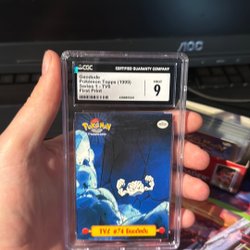 CGC
CERTIFIED GUARANTY COMPANY
Geodude
Pokémon Topps (1999)
Series 1 - TV8
First Print
MINT
9
POKéMON
TV8 #74 Geodude
AOC